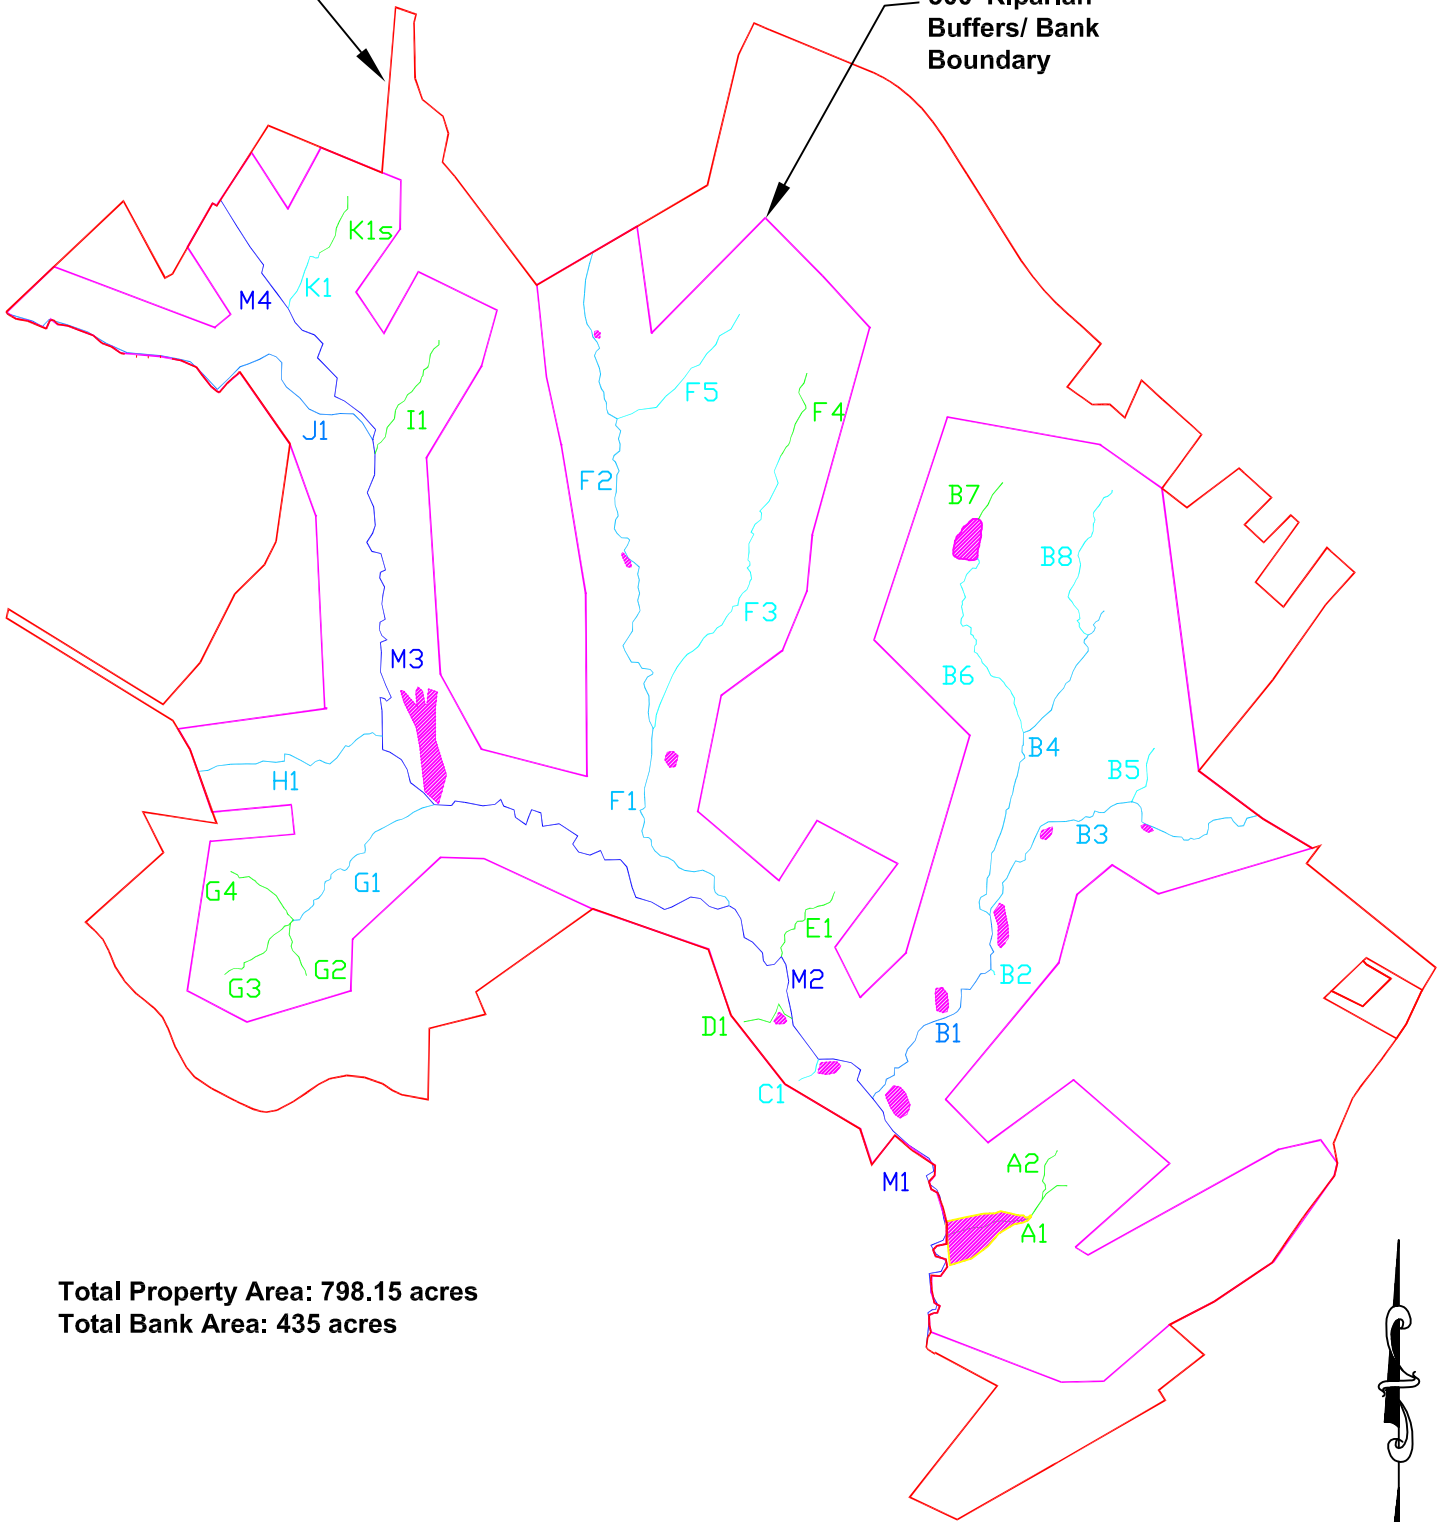 Buffers/ Bank
Boundary
K1s
K1
M4
F5
F4
I1
J1
F2
B7
B8
F3
M3
B6
B4
B5
H1
F1
B3
G4
G1
E1
G2
G3
M2
B2
D1
B1
C1
A2
M1
A1
Total Property Area: 798.15 acres
Total Bank Area: 435 acres